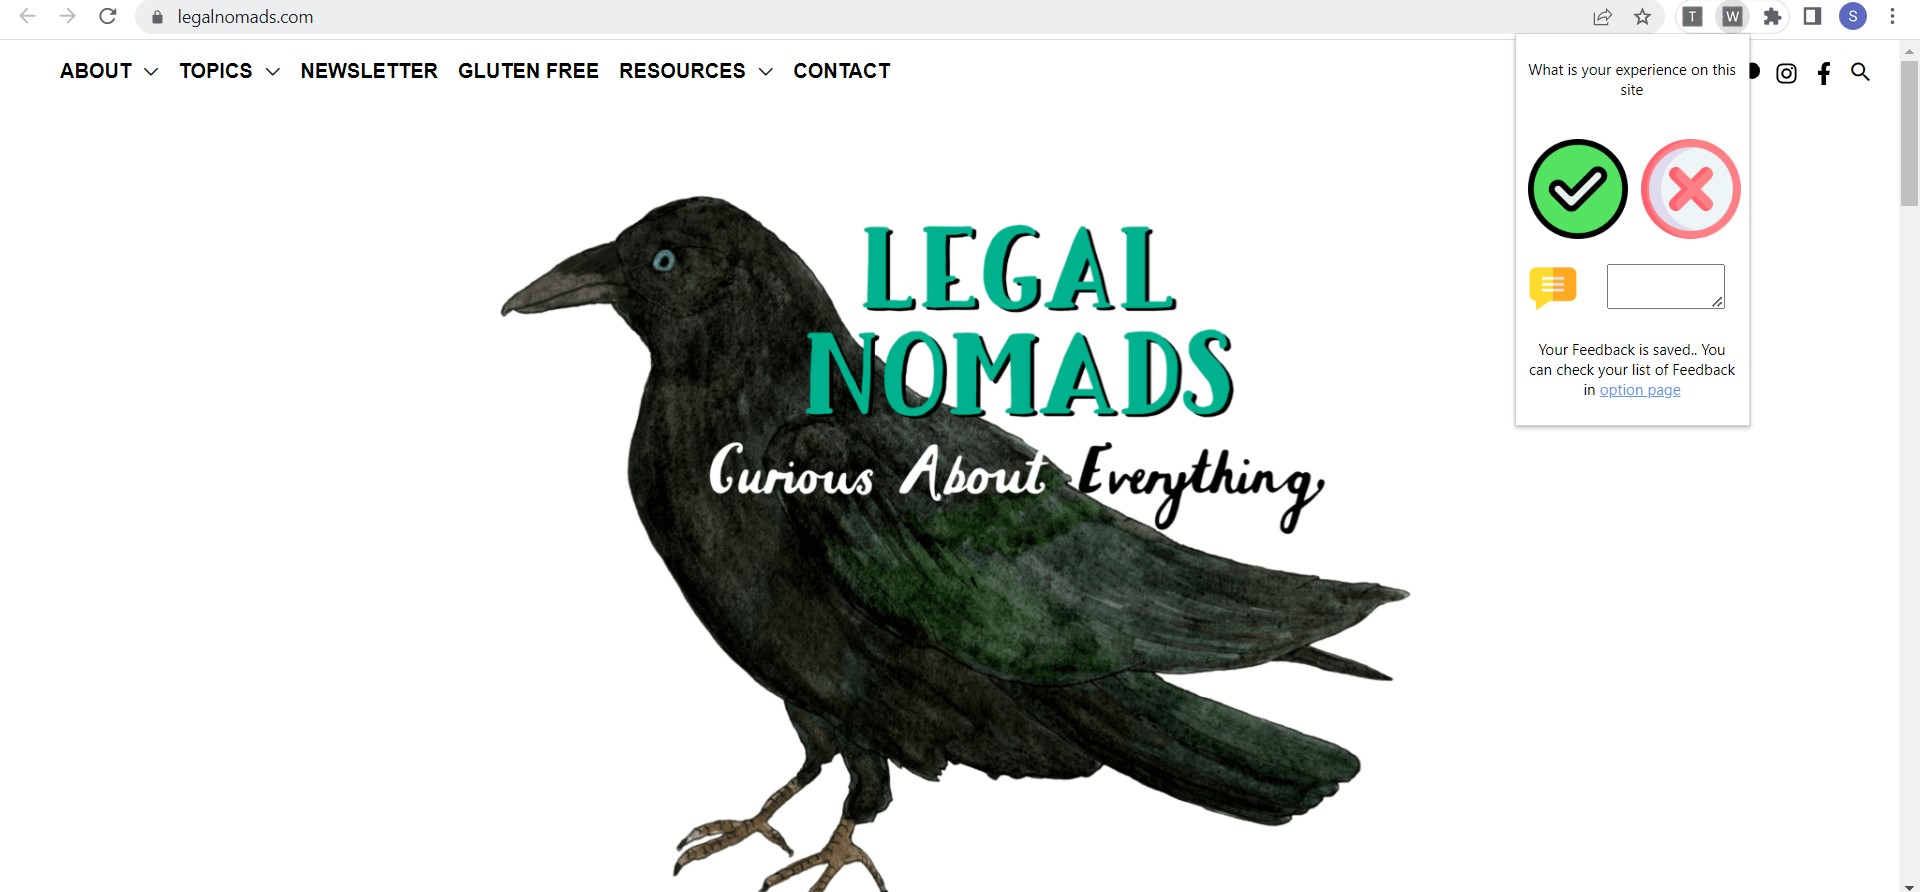 legalnomads.com
T
W
S
ABOUT TOPICS NEWSLETTER GLUTEN FREE RESOURCES CONTACT
What is your experience on this
site
Your Feedback is saved.. You
can check your list of Feedback
in option page
LEGAL
NOMADS
Curious About Everything